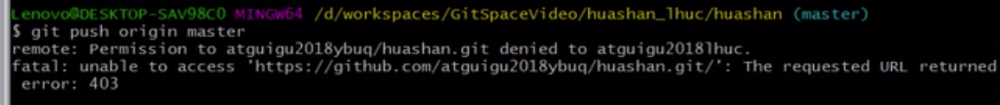 Lenovo@DESKTOP-SAV98C0 MINGW64 /d/workspaces/GitSpaceVideo/huashan_lhuc/huashan (master)
$ git push origin master
remote: Permission to atguigu2018ybuq/huashan.git denied to atguigu2018lhuc.
fatal: unable to access 'https://github.com/atguigu2018ybuq/huashan.git/': The requested URL returned
error: 403